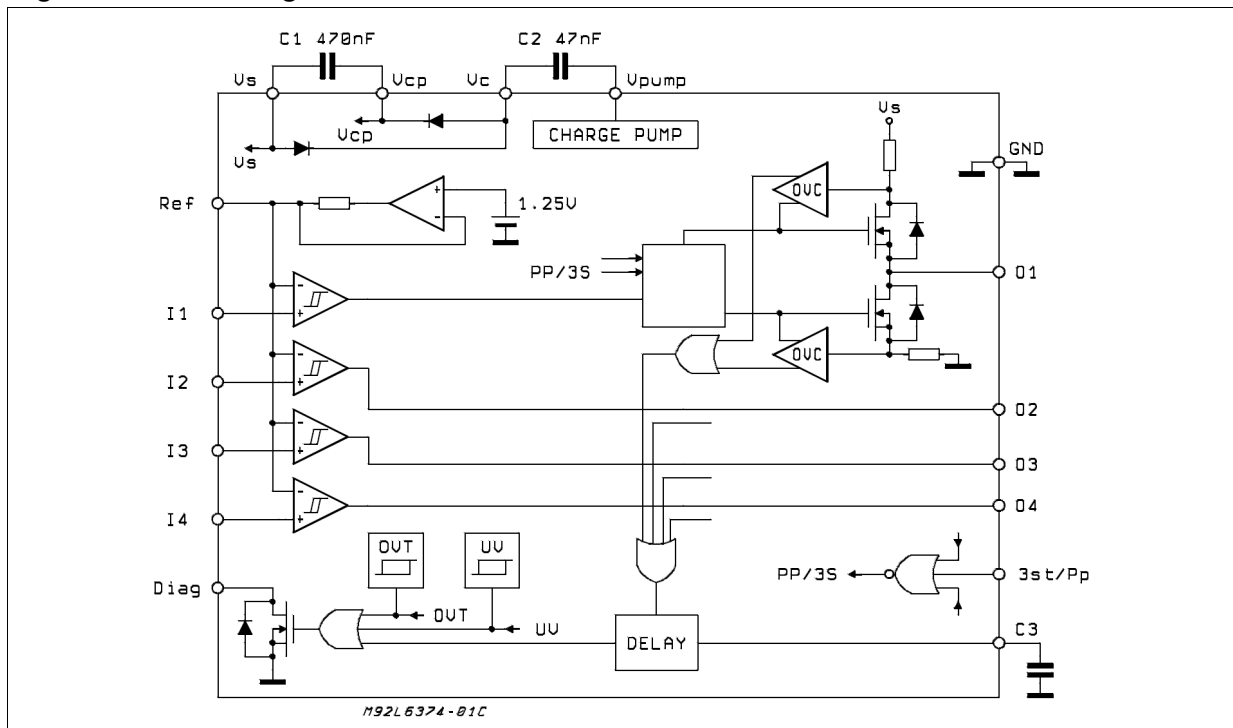 C1 470nF
C2 47nF
Vs
Vcp
Vc
Vpump
Vs
Vcp
CHARGE PUMP
Vs
GND
OVC
Ref
+
-
1.25V
PP/3S
O1
-
+
I1
OVC
-
+
I2
O2
-
+
I3
O3
-
+
I4
O4
OVT
UV
PP/3S
3st/Pp
Diag
OVT
UV
DELAY
C3
M92L6374-01C